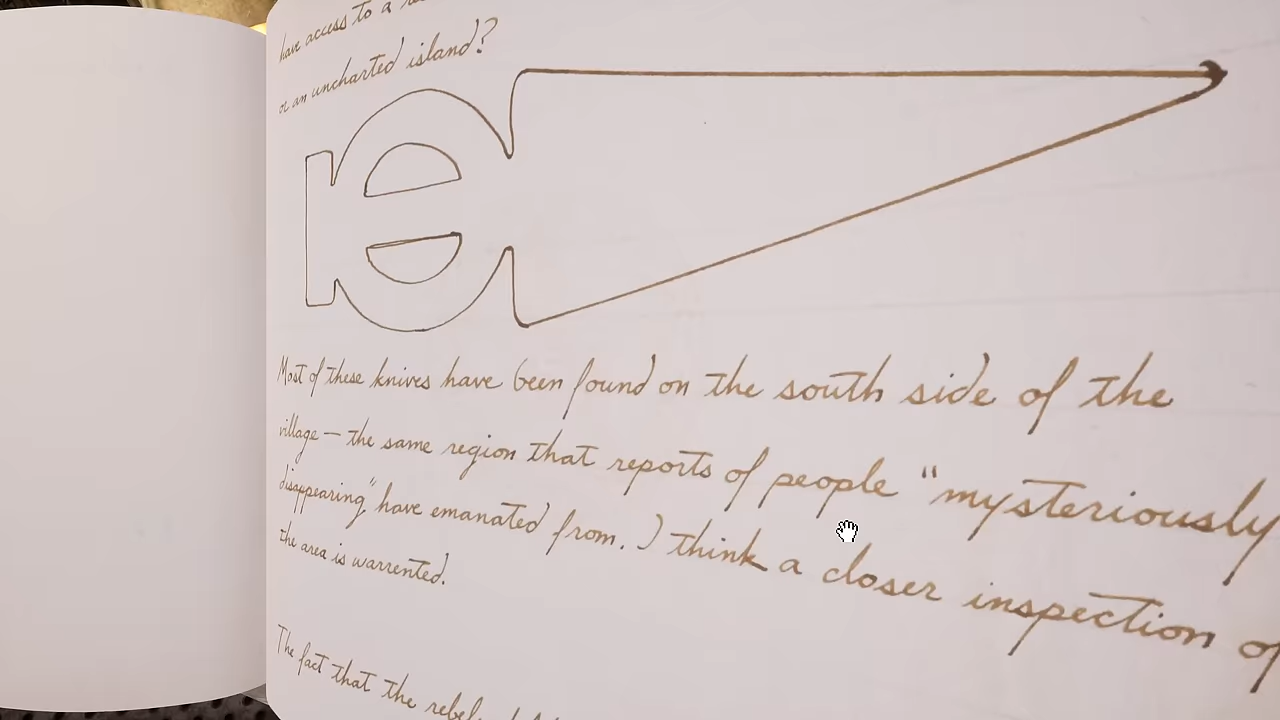 have access to a
or an uncharted island?
Most of these knives have been found on the south side of the
village — the same region that reports of people "mysteriously
disappearing" have emanated from. I think a closer inspection of
the area is warrented.
The fact that the rebels